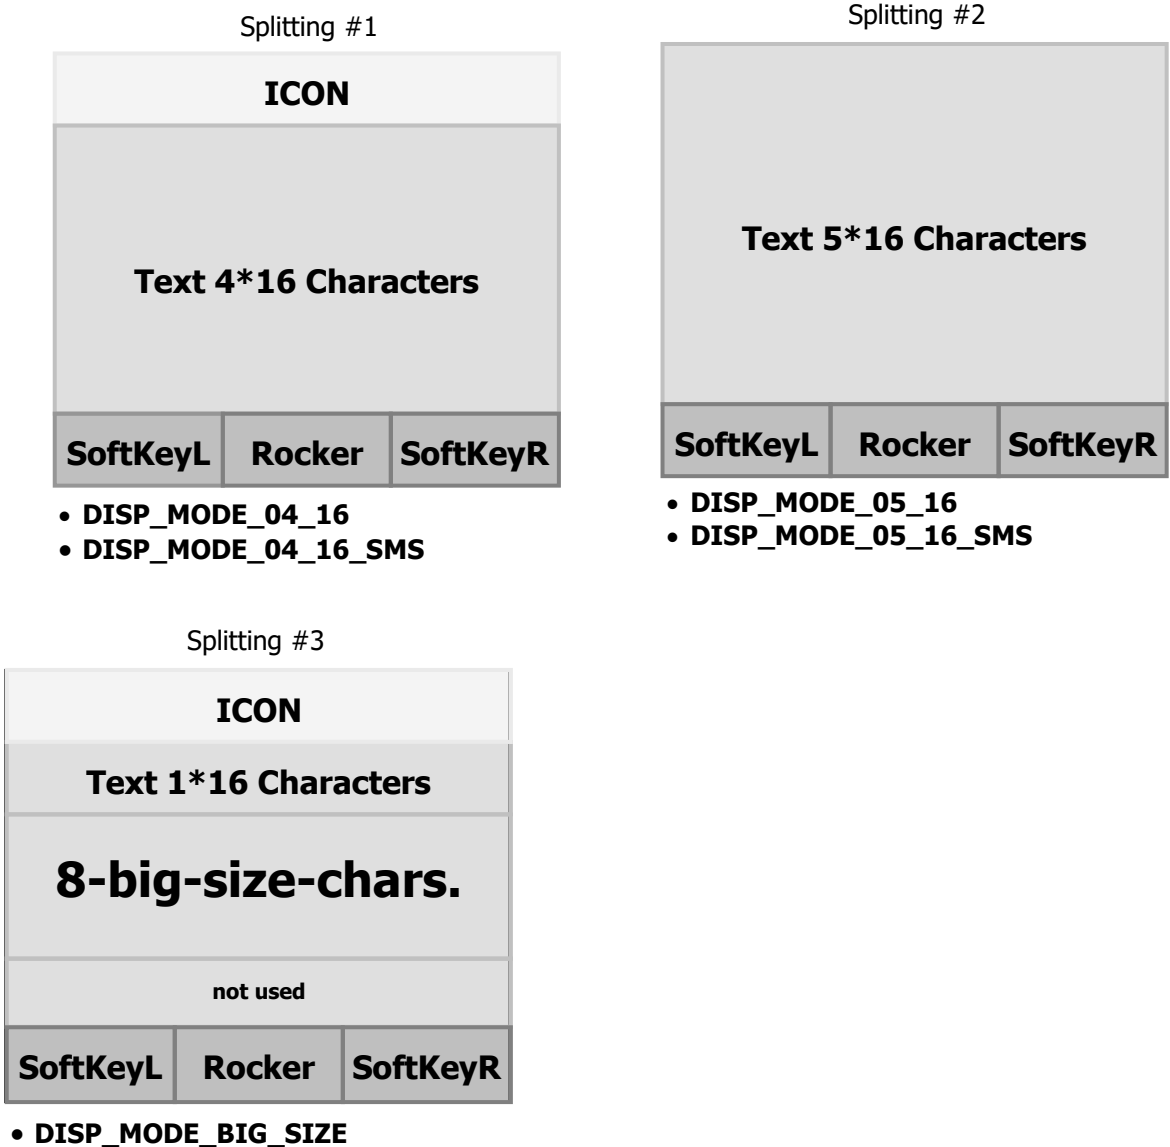 Splitting #1
ICON
Text 4*16 Characters
SoftKeyL Rocker SoftKeyR
• DISP_MODE_04_16
• DISP_MODE_04_16_SMS
Splitting #2
Text 5*16 Characters
SoftKeyL Rocker SoftKeyR
• DISP_MODE_05_16
• DISP_MODE_05_16_SMS
Splitting #3
ICON
Text 1*16 Characters
8-big-size-chars.
not used
SoftKeyL Rocker SoftKeyR
• DISP_MODE_BIG_SIZE